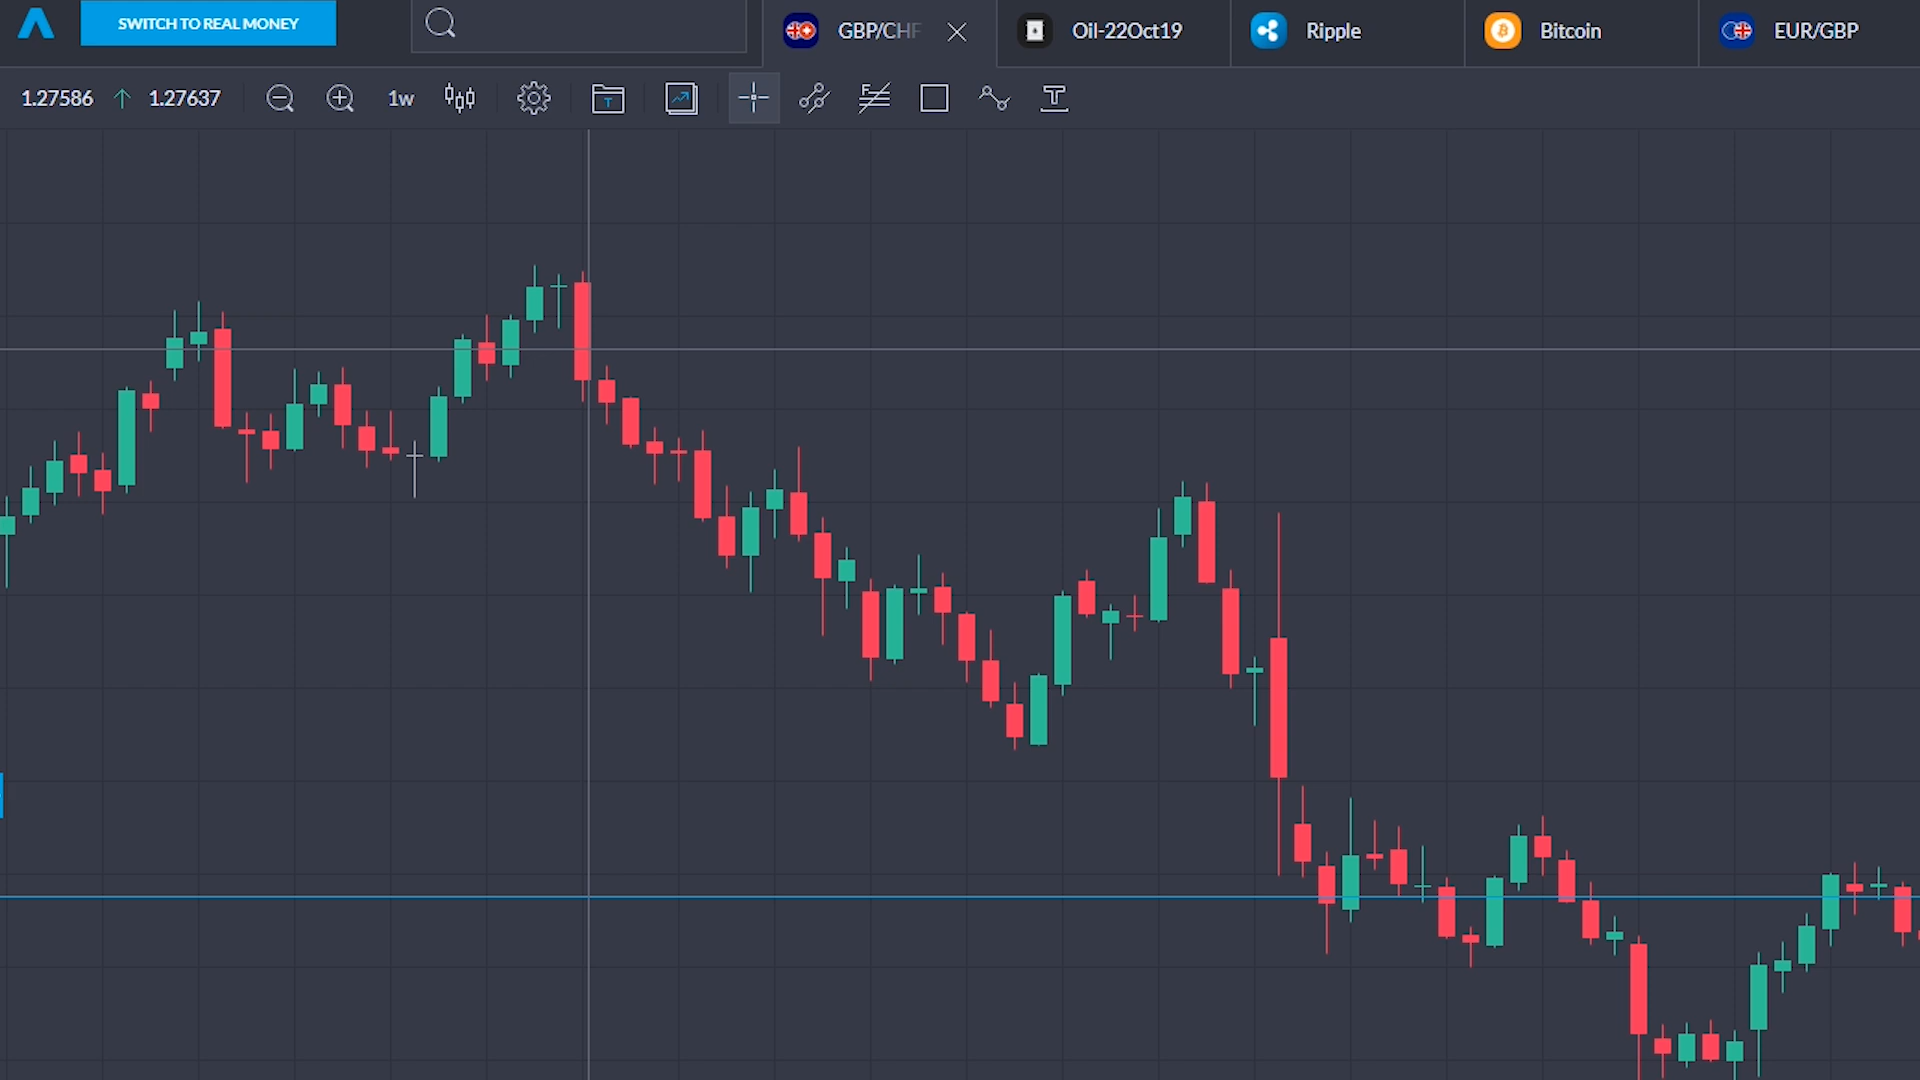 SWITCH TO REAL MONEY
GBP/CHF
Oil-22Oct19
Ripple
Bitcoin
EUR/GBP
1.27586 ↑ 1.27637
1w